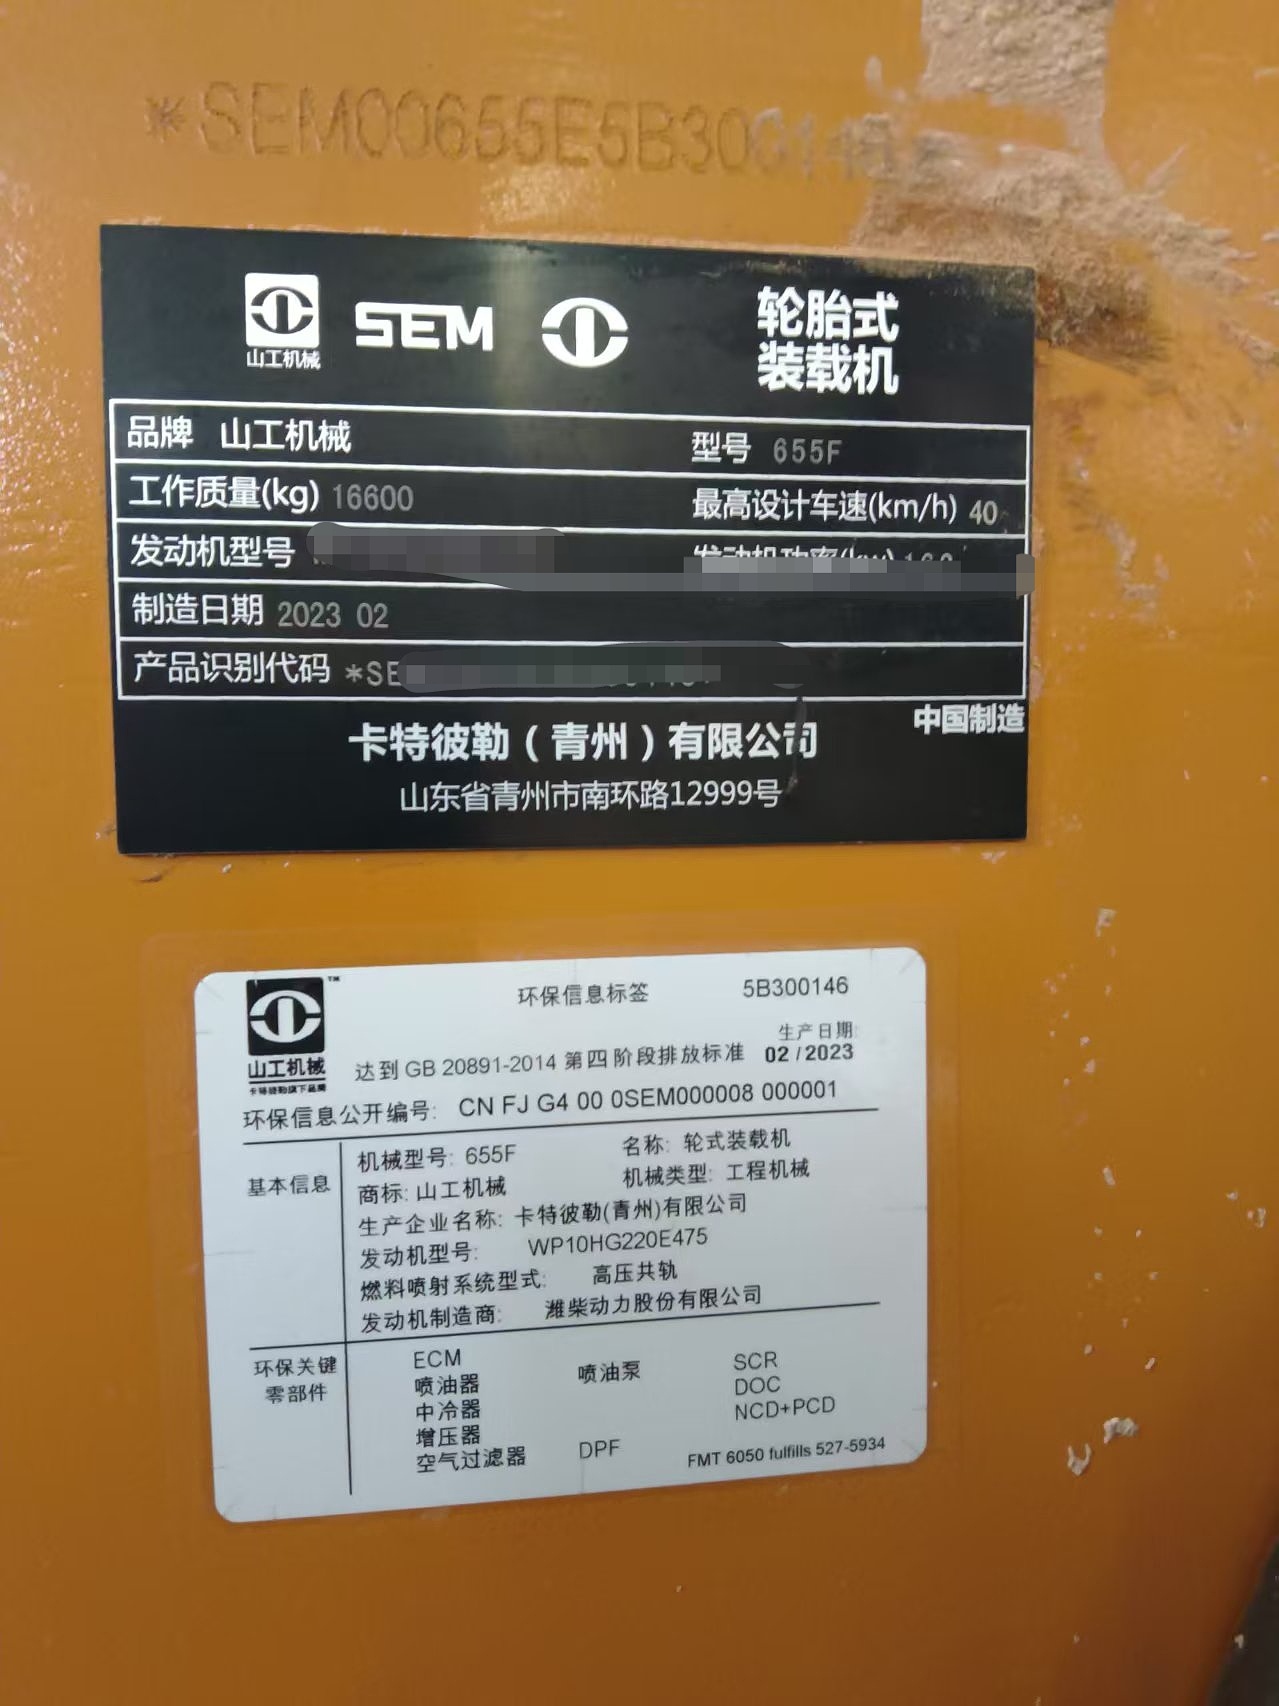 *SEM00655E5B300146
山工机械 SEM
轮胎式
装载机
品牌 山工机械 型号 655F
工作质量(kg) 16600 最高设计车速(km/h) 40
发动机型号 发动机功率(kw) 162
制造日期 2023 02
产品识别代码 *SE
中国制造
卡特彼勒（青州）有限公司
山东省青州市南环路12999号
山工机械 TM
卡特彼勒旗下品牌
环保信息标签 5B300146
生产日期:
达到 GB 20891-2014 第四阶段排放标准 02/2023
环保信息公开编号: CN FJ G4 00 0SEM000008 000001
基本信息
机械型号: 655F 名称: 轮式装载机
商标: 山工机械 机械类型: 工程机械
生产企业名称: 卡特彼勒(青州)有限公司
发动机型号: WP10HG220E475
燃料喷射系统型式: 高压共轨
发动机制造商: 潍柴动力股份有限公司
环保关键
零部件
ECM 喷油泵 SCR
喷油器 DOC
中冷器 NCD+PCD
增压器
空气过滤器 DPF
FMT 6050 fulfills 527-5934